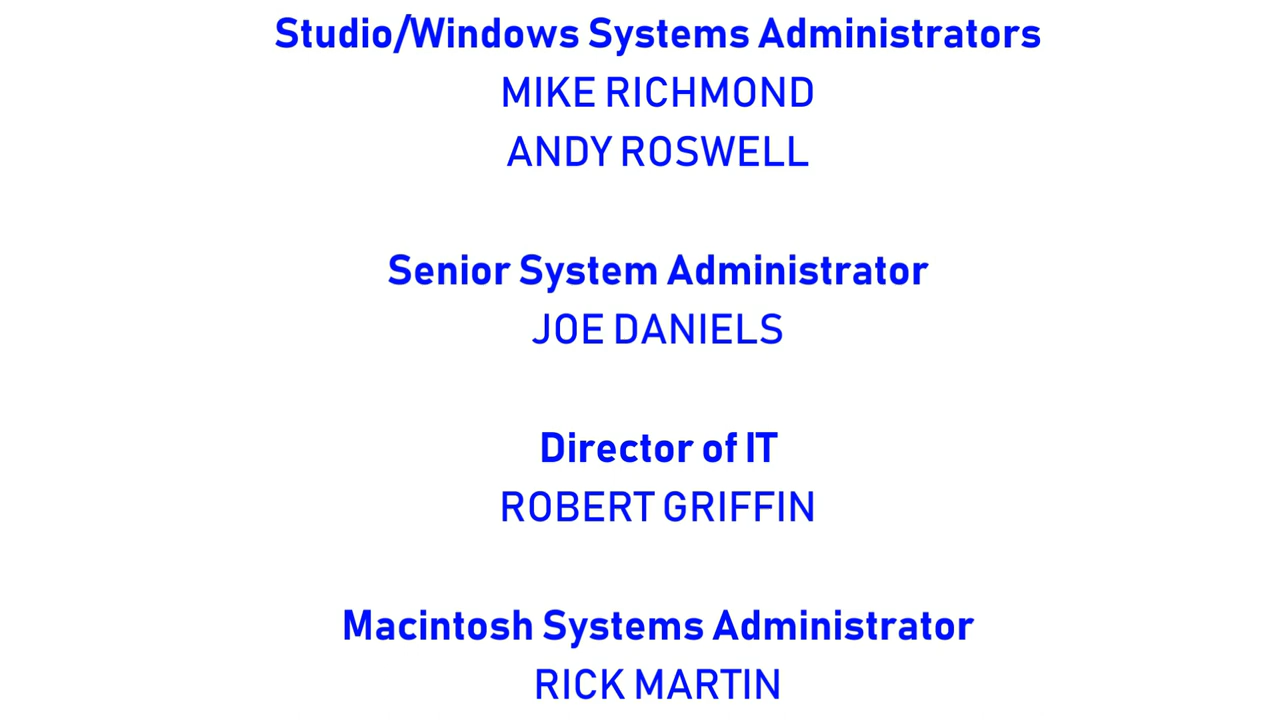 Studio/Windows Systems Administrators
MIKE RICHMOND
ANDY ROSWELL
Senior System Administrator
JOE DANIELS
Director of IT
ROBERT GRIFFIN
Macintosh Systems Administrator
RICK MARTIN